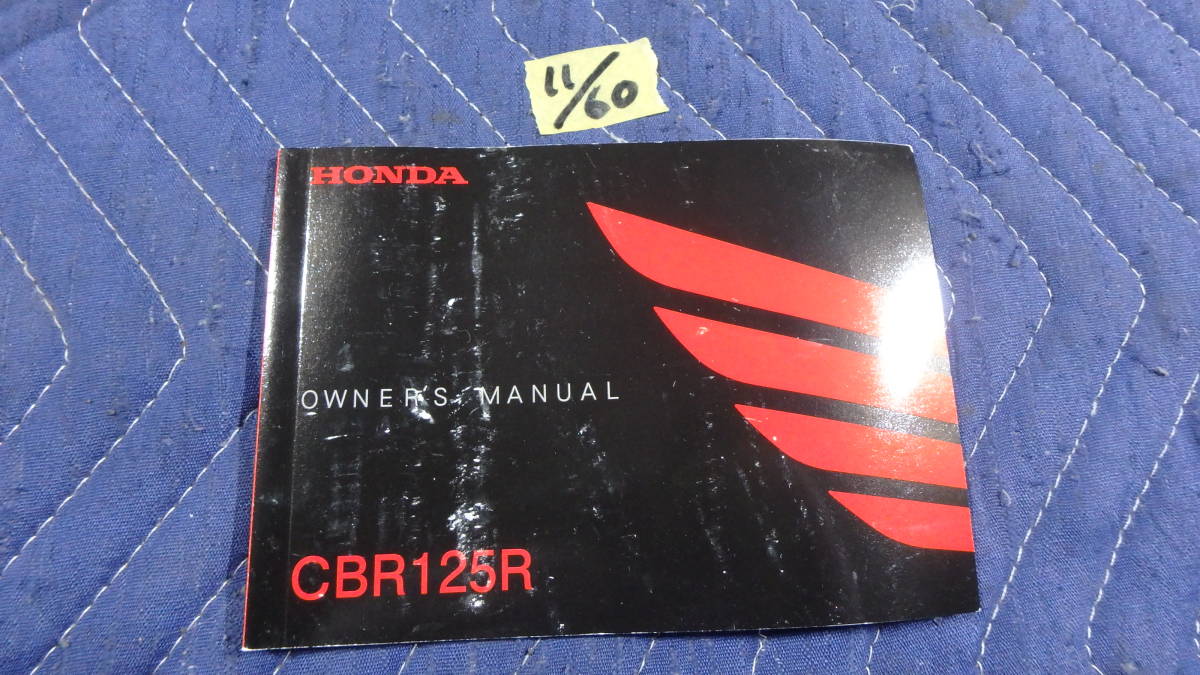 11/60
HONDA
OWNER'S MANUAL
CBR125R